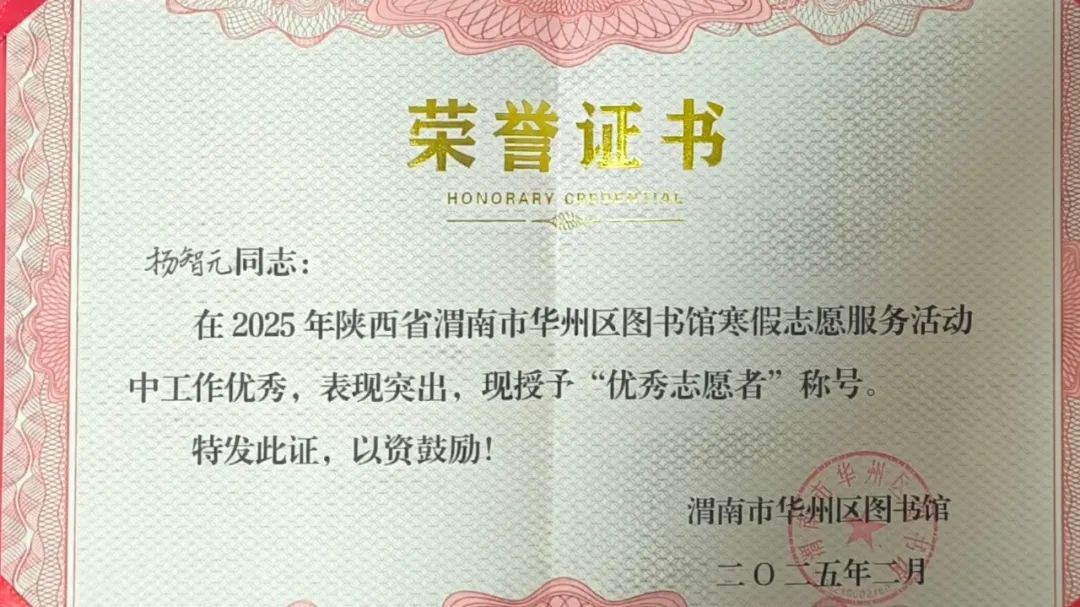 荣誉证书
HONORARY CREDENTIAL
杨智元同志：
在 2025 年陕西省渭南市华州区图书馆寒假志愿服务活动
中工作优秀，表现突出，现授予“优秀志愿者”称号。
特发此证，以资鼓励！
渭南市华州区图书馆
二〇二五年二月